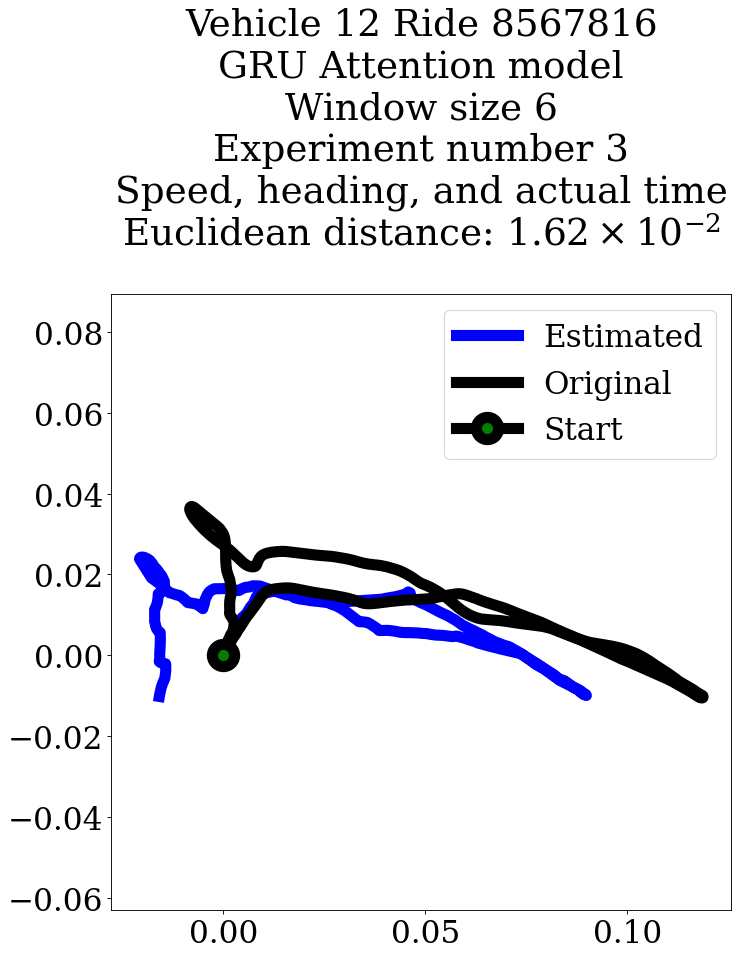 Vehicle 12 Ride 8567816
GRU Attention model
Window size 6
Experiment number 3
Speed, heading, and actual time
Euclidean distance: 1.62 × 10⁻²
Estimated
Original
Start
0.08
0.06
0.04
0.02
0.00
−0.02
−0.04
−0.06
0.00 0.05 0.10